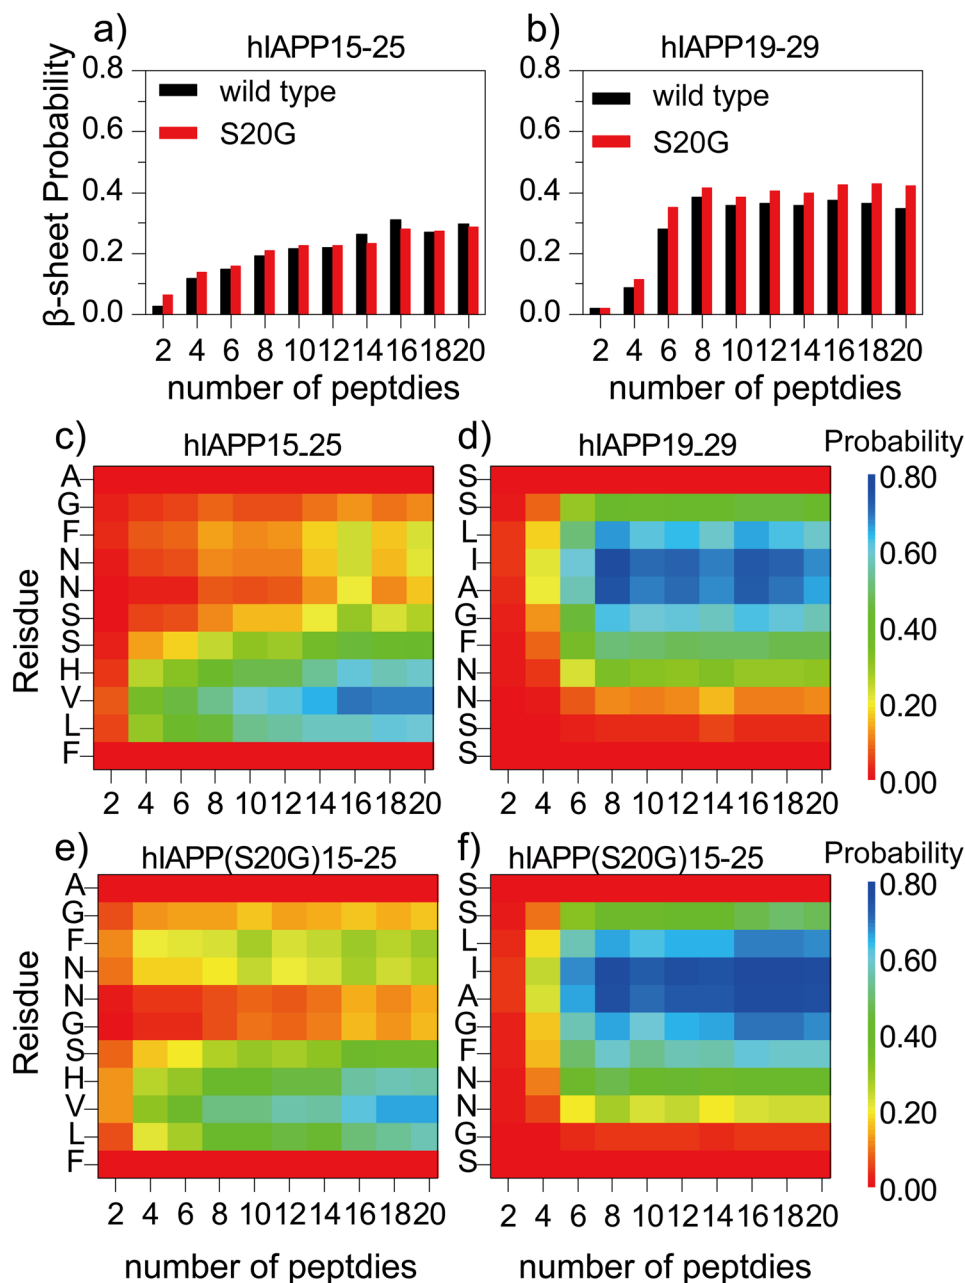 a)
hIAPP15-25
β-sheet Probability
0.8
0.6
0.4
0.2
0.0
wild type
S20G
2 4 6 8 10 12 14 16 18 20
number of peptdies
b)
hIAPP19-29
0.8
0.6
0.4
0.2
0.0
wild type
S20G
2 4 6 8 10 12 14 16 18 20
number of peptdies
c)
hIAPP15-25
Reisdue
A
G
F
N
N
S
S
H
V
L
F
2 4 6 8 10 12 14 16 18 20
d)
hIAPP19-29
S
S
L
I
A
G
F
N
N
S
S
2 4 6 8 10 12 14 16 18 20
Probability
0.80
0.60
0.40
0.20
0.00
e)
hIAPP(S20G)15-25
Reisdue
A
G
F
N
N
G
S
H
V
L
F
2 4 6 8 10 12 14 16 18 20
number of peptdies
f)
hIAPP(S20G)15-25
S
S
L
I
A
G
F
N
N
G
S
2 4 6 8 10 12 14 16 18 20
number of peptdies
Probability
0.80
0.60
0.40
0.20
0.00